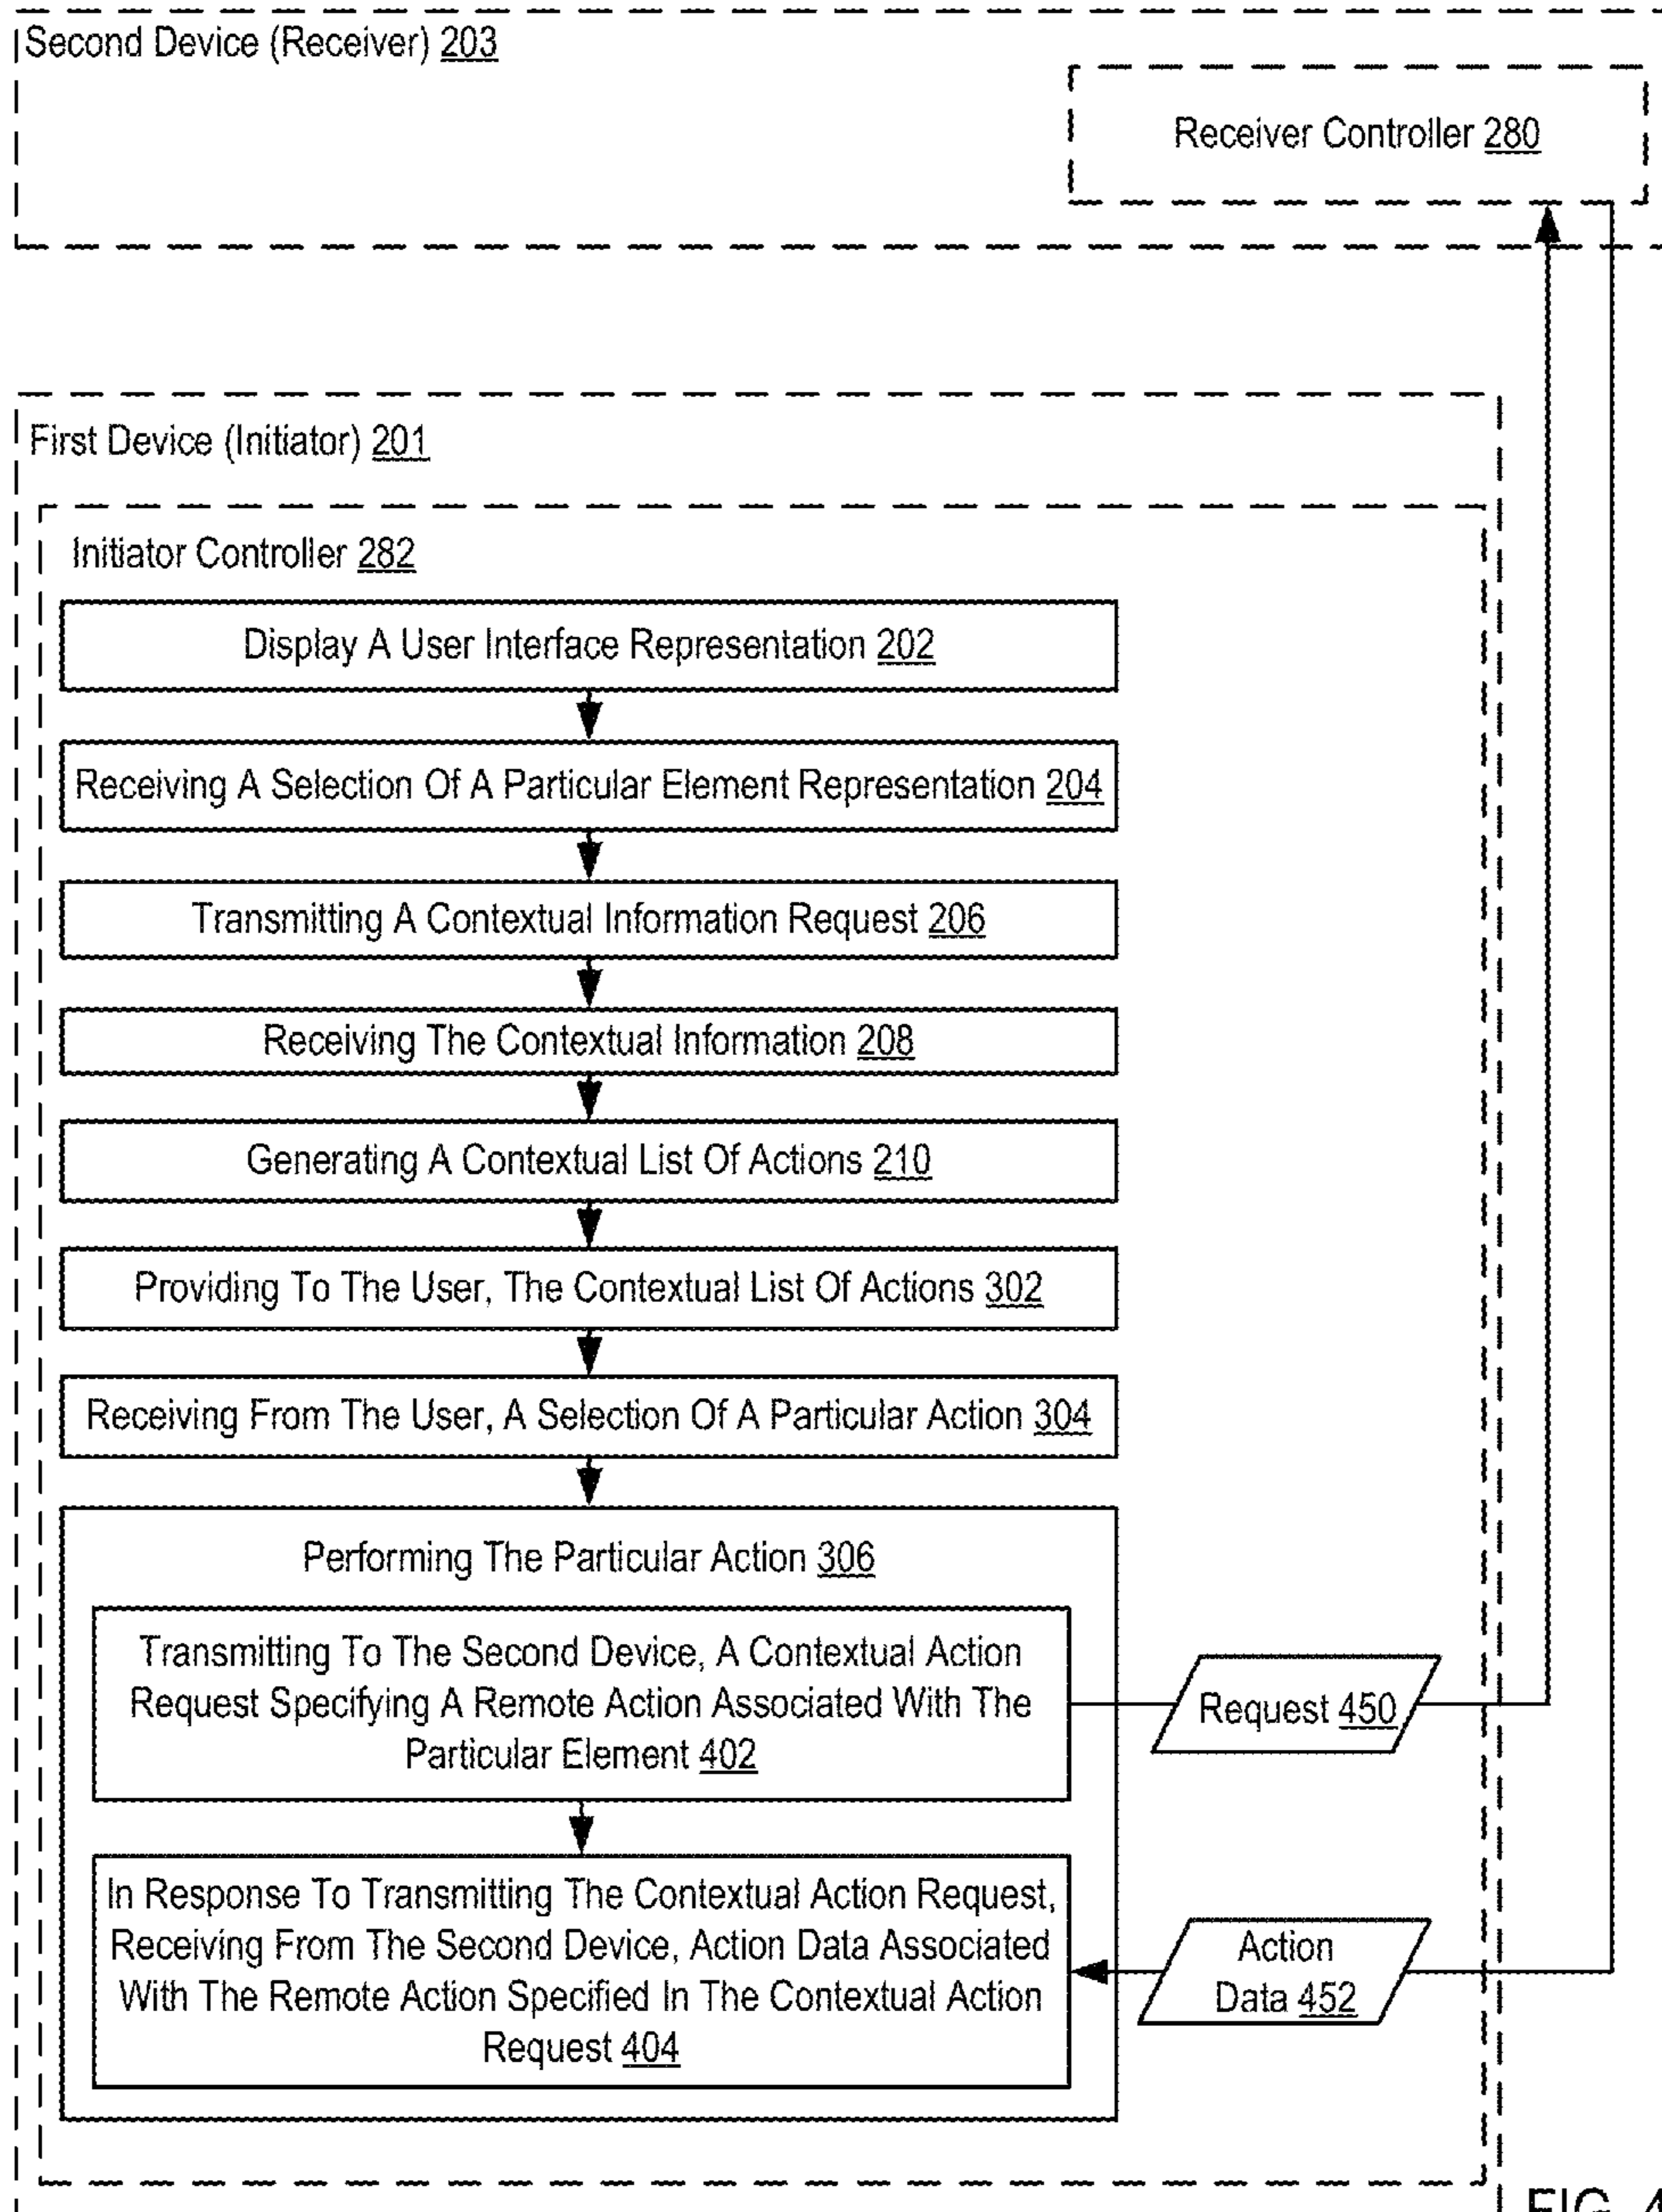 Second Device (Receiver) 203
Receiver Controller 280
First Device (Initiator) 201
Initiator Controller 282
Display A User Interface Representation 202
Receiving A Selection Of A Particular Element Representation 204
Transmitting A Contextual Information Request 206
Receiving The Contextual Information 208
Generating A Contextual List Of Actions 210
Providing To The User, The Contextual List Of Actions 302
Receiving From The User, A Selection Of A Particular Action 304
Performing The Particular Action 306
Transmitting To The Second Device, A Contextual Action
Request Specifying A Remote Action Associated With The
Particular Element 402
Request 450
In Response To Transmitting The Contextual Action Request,
Receiving From The Second Device, Action Data Associated
With The Remote Action Specified In The Contextual Action
Request 404
Action
Data 452
FIG. 4